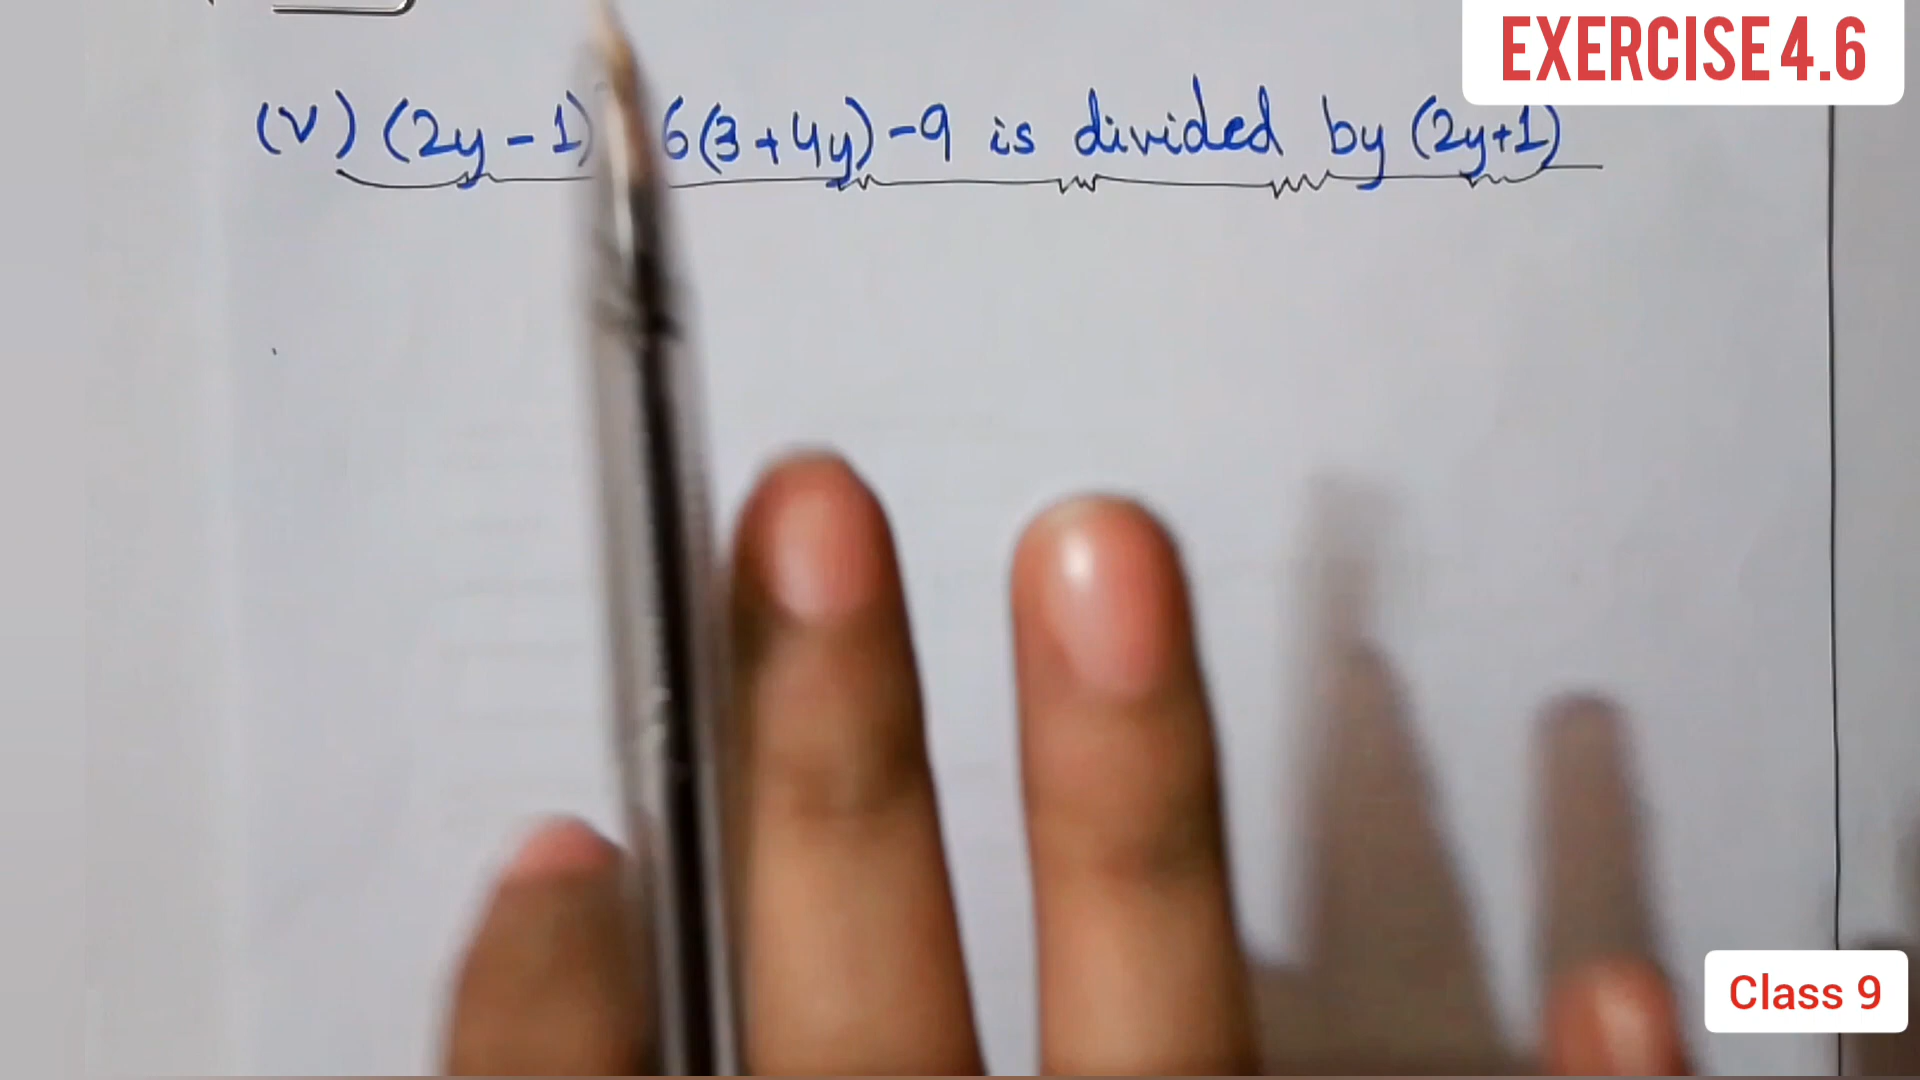 EXERCISE 4.6
(V) (2y-1) 6(3+4y)-9 is divided by (2y+1)
Class 9